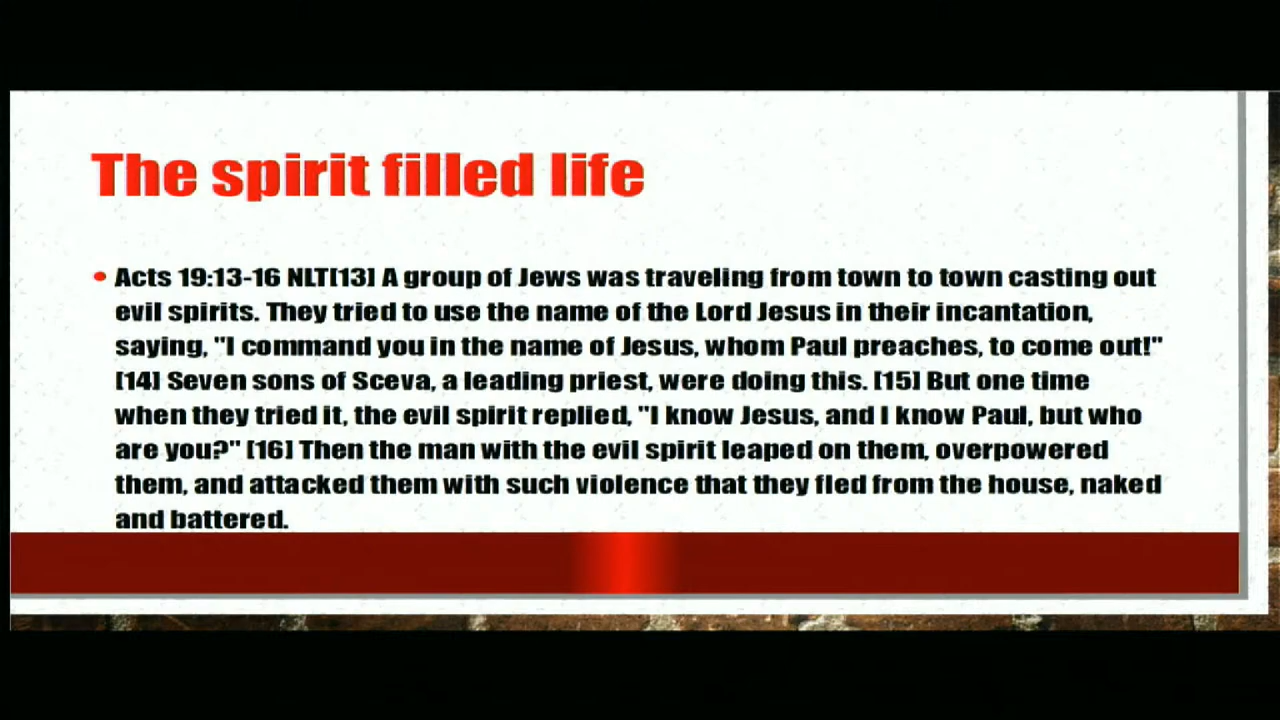 The spirit filled life
• Acts 19:13-16 NLT[13] A group of Jews was traveling from town to town casting out
evil spirits. They tried to use the name of the Lord Jesus in their incantation,
saying, "I command you in the name of Jesus, whom Paul preaches, to come out!"
[14] Seven sons of Sceva, a leading priest, were doing this. [15] But one time
when they tried it, the evil spirit replied, "I know Jesus, and I know Paul, but who
are you?" [16] Then the man with the evil spirit leaped on them, overpowered
them, and attacked them with such violence that they fled from the house, naked
and battered.